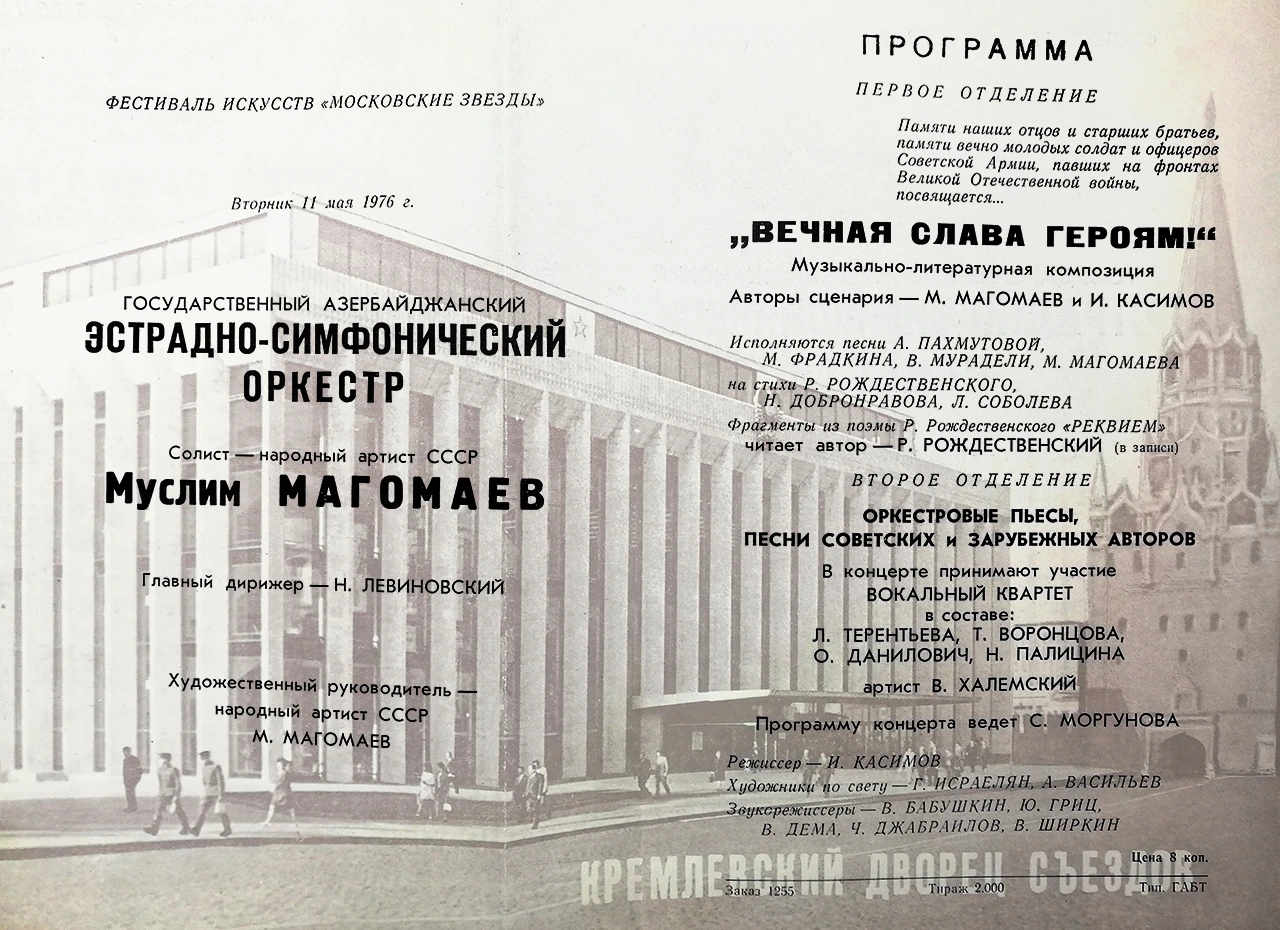 ФЕСТИВАЛЬ ИСКУССТВ «МОСКОВСКИЕ ЗВЕЗДЫ»
Вторник 11 мая 1976 г.
ГОСУДАРСТВЕННЫЙ АЗЕРБАЙДЖАНСКИЙ
ЭСТРАДНО-СИМФОНИЧЕСКИЙ
ОРКЕСТР
Солист — народный артист СССР
Муслим МАГОМАЕВ
Главный дирижер — Н. ЛЕВИНОВСКИЙ
Художественный руководитель —
народный артист СССР
М. МАГОМАЕВ
ПРОГРАММА
ПЕРВОЕ ОТДЕЛЕНИЕ
Памяти наших отцов и старших братьев,
памяти вечно молодых солдат и офицеров
Советской Армии, павших на фронтах
Великой Отечественной войны,
посвящается...
„ВЕЧНАЯ СЛАВА ГЕРОЯМ!“
Музыкально-литературная композиция
Авторы сценария — М. МАГОМАЕВ и И. КАСИМОВ
Исполняются песни А. ПАХМУТОВОЙ,
М. ФРАДКИНА, В. МУРАДЕЛИ, М. МАГОМАЕВА
на стихи Р. РОЖДЕСТВЕНСКОГО,
Н. ДОБРОНРАВОВА, Л. СОБОЛЕВА
Фрагменты из поэмы Р. Рождественского «РЕКВИЕМ»
читает автор — Р. РОЖДЕСТВЕНСКИЙ (в записи)
ВТОРОЕ ОТДЕЛЕНИЕ
ОРКЕСТРОВЫЕ ПЬЕСЫ,
ПЕСНИ СОВЕТСКИХ и ЗАРУБЕЖНЫХ АВТОРОВ
В концерте принимают участие
ВОКАЛЬНЫЙ КВАРТЕТ
в составе:
Л. ТЕРЕНТЬЕВА, Т. ВОРОНЦОВА,
О. ДАНИЛОВИЧ, Н. ПАЛИЦИНА
артист В. ХАЛЕМСКИЙ
Программу концерта ведет С. МОРГУНОВА
Режиссер — И. КАСИМОВ
Художники по свету — Г. ИСРАЕЛЯН, А. ВАСИЛЬЕВ
Звукорежиссеры — В. БАБУШКИН, Ю. ГРИЦ,
В. ДЕМА, Ч. ДЖАБРАИЛОВ, В. ШИРКИН
Цена 8 коп.
КРЕМЛЕВСКИЙ ДВОРЕЦ СЪЕЗДОВ
Заказ 1255 Тираж 2.000 Тип. ГАБТ